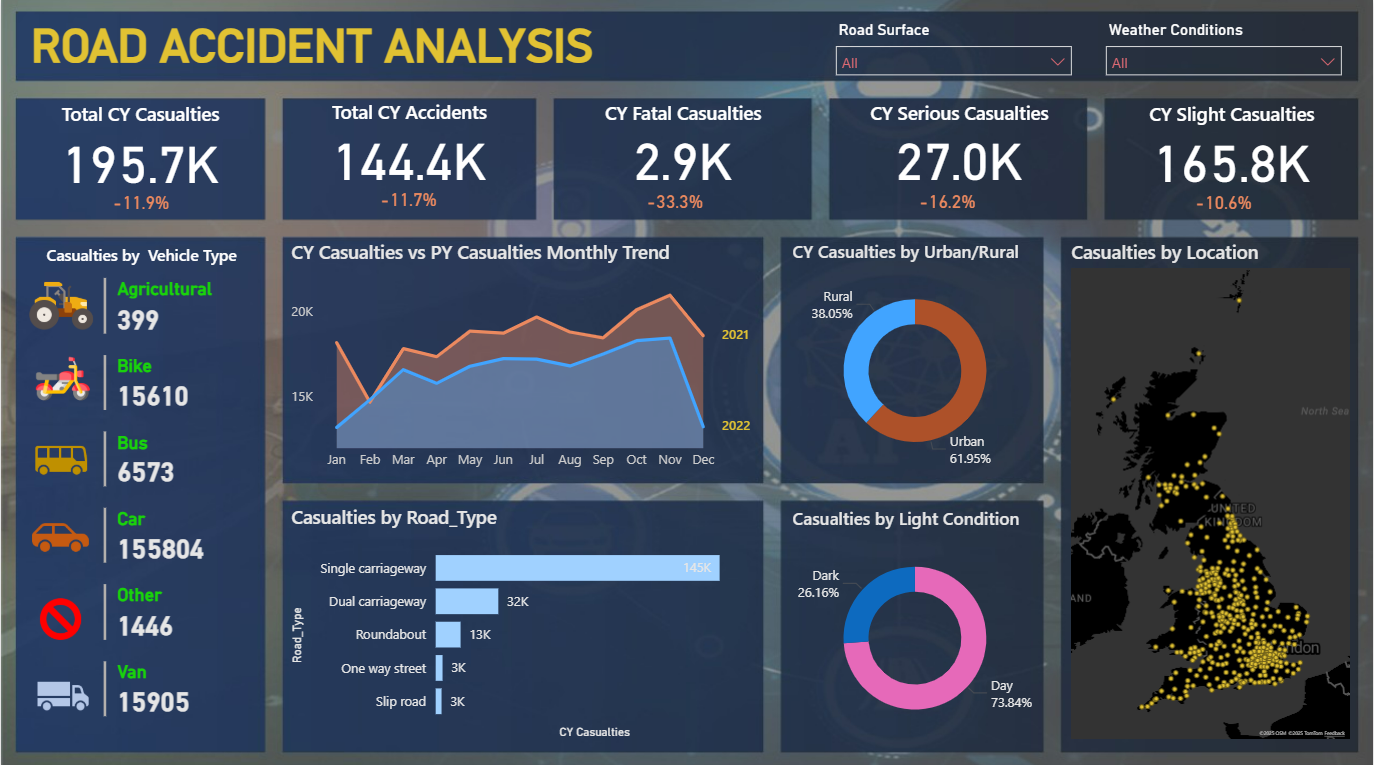 ROAD ACCIDENT ANALYSIS
Road Surface
All
Weather Conditions
All
Total CY Casualties
195.7K
-11.9%
Total CY Accidents
144.4K
-11.7%
CY Fatal Casualties
2.9K
-33.3%
CY Serious Casualties
27.0K
-16.2%
CY Slight Casualties
165.8K
-10.6%
Casualties by Vehicle Type
Agricultural
399
Bike
15610
Bus
6573
Car
155804
Other
1446
Van
15905
CY Casualties vs PY Casualties Monthly Trend
20K
15K
2021
2022
Jan Feb Mar Apr May Jun Jul Aug Sep Oct Nov Dec
Casualties by Road_Type
Road_Type
Single carriageway 145K
Dual carriageway 32K
Roundabout 13K
One way street 3K
Slip road 3K
CY Casualties
CY Casualties by Urban/Rural
Rural
38.05%
Urban
61.95%
Casualties by Light Condition
Dark
26.16%
Day
73.84%
Casualties by Location
North Sea
UNITED
KINGDOM
AND
don
©2025 OSM ©2025 TomTom Feedback